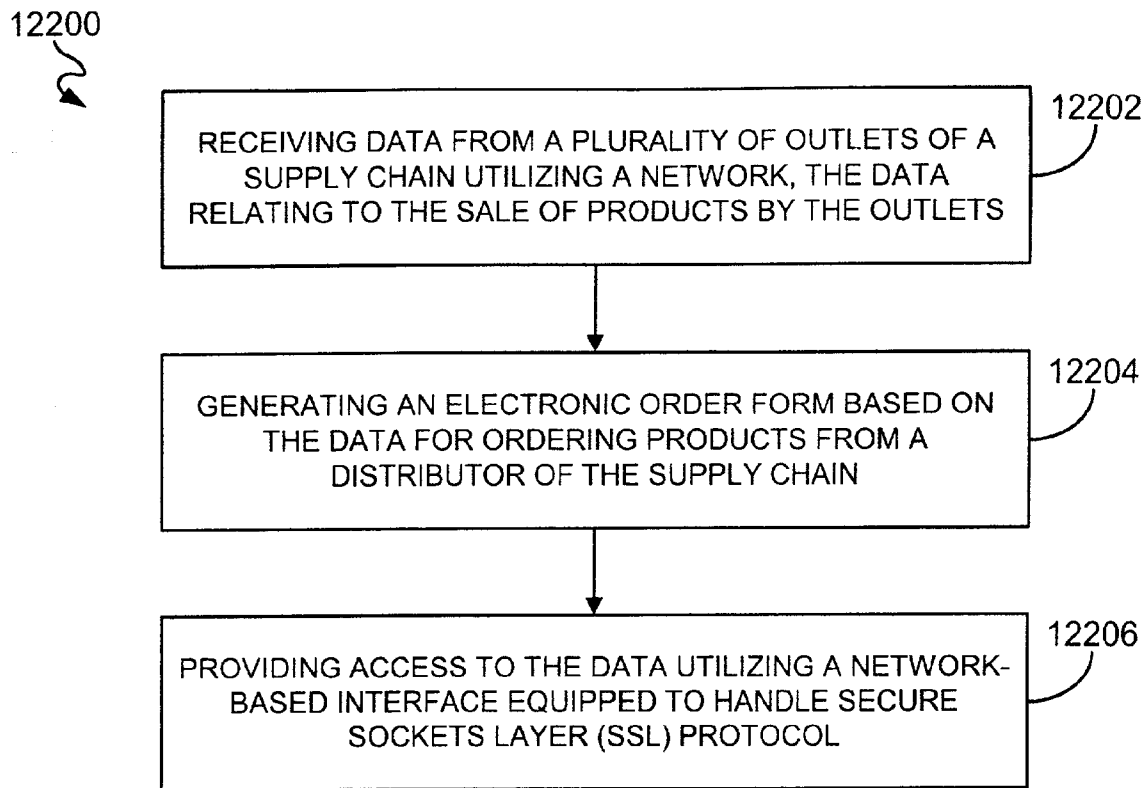 12200
12202
RECEIVING DATA FROM A PLURALITY OF OUTLETS OF A
SUPPLY CHAIN UTILIZING A NETWORK, THE DATA
RELATING TO THE SALE OF PRODUCTS BY THE OUTLETS
12204
GENERATING AN ELECTRONIC ORDER FORM BASED ON
THE DATA FOR ORDERING PRODUCTS FROM A
DISTRIBUTOR OF THE SUPPLY CHAIN
12206
PROVIDING ACCESS TO THE DATA UTILIZING A NETWORK-
BASED INTERFACE EQUIPPED TO HANDLE SECURE
SOCKETS LAYER (SSL) PROTOCOL